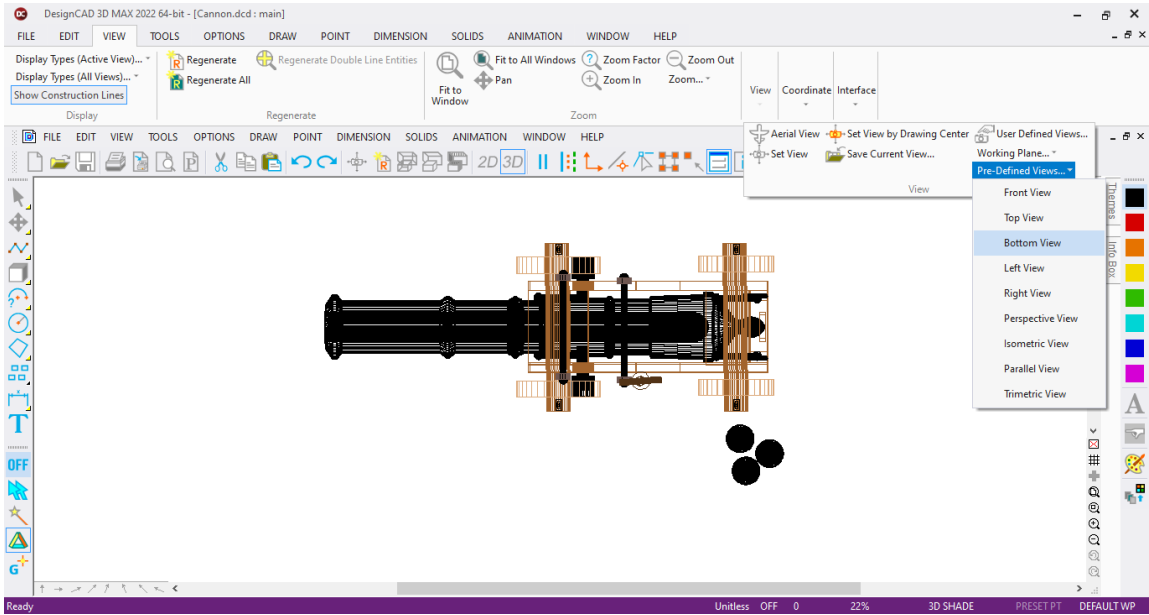 DesignCAD 3D MAX 2022 64-bit - [Cannon.dcd : main]
FILE EDIT VIEW TOOLS OPTIONS DRAW POINT DIMENSION SOLIDS ANIMATION WINDOW HELP
Display Types (Active View)...
Display Types (All Views)...
Show Construction Lines
Display
Regenerate
Regenerate Double Line Entities
Regenerate All
Regenerate
Fit to Window
Fit to All Windows
Zoom Factor
Zoom Out
Pan
Zoom In
Zoom...
Zoom
View
Coordinate
Interface
FILE EDIT VIEW TOOLS OPTIONS DRAW POINT DIMENSION SOLIDS ANIMATION WINDOW HELP
2D 3D
Aerial View
Set View by Drawing Center
User Defined Views...
Set View
Save Current View...
Working Plane...
Pre-Defined Views...
View
Front View
Top View
Bottom View
Left View
Right View
Perspective View
Isometric View
Parallel View
Trimetric View
Themes
Info Box
T
OFF
G
A
Ready
Unitless OFF 0 22% 3D SHADE PRESET PT DEFAULT WP